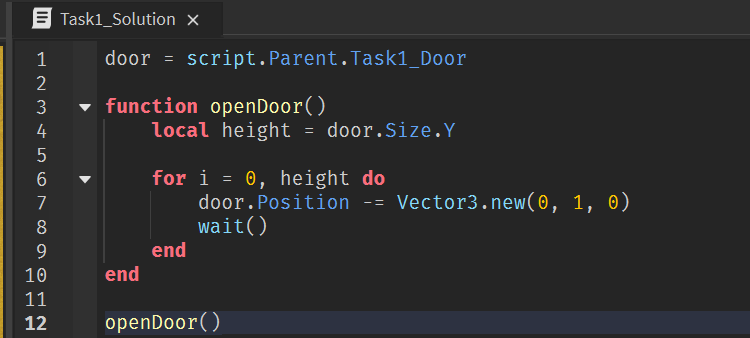 Task1_Solution ×
1 door = script.Parent.Task1_Door
2
3 function openDoor()
4     local height = door.Size.Y
5
6     for i = 0, height do
7         door.Position -= Vector3.new(0, 1, 0)
8         wait()
9     end
10 end
11
12 openDoor()